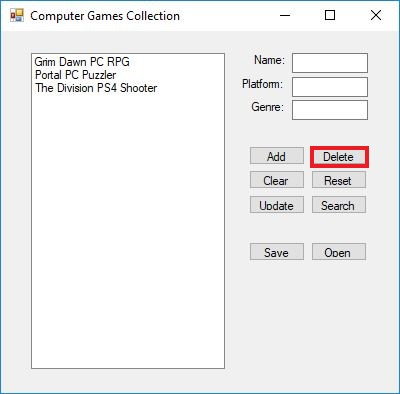 Computer Games Collection
Grim Dawn PC RPG
Portal PC Puzzler
The Division PS4 Shooter
Name:
Platform:
Genre:
Add Delete
Clear Reset
Update Search
Save Open